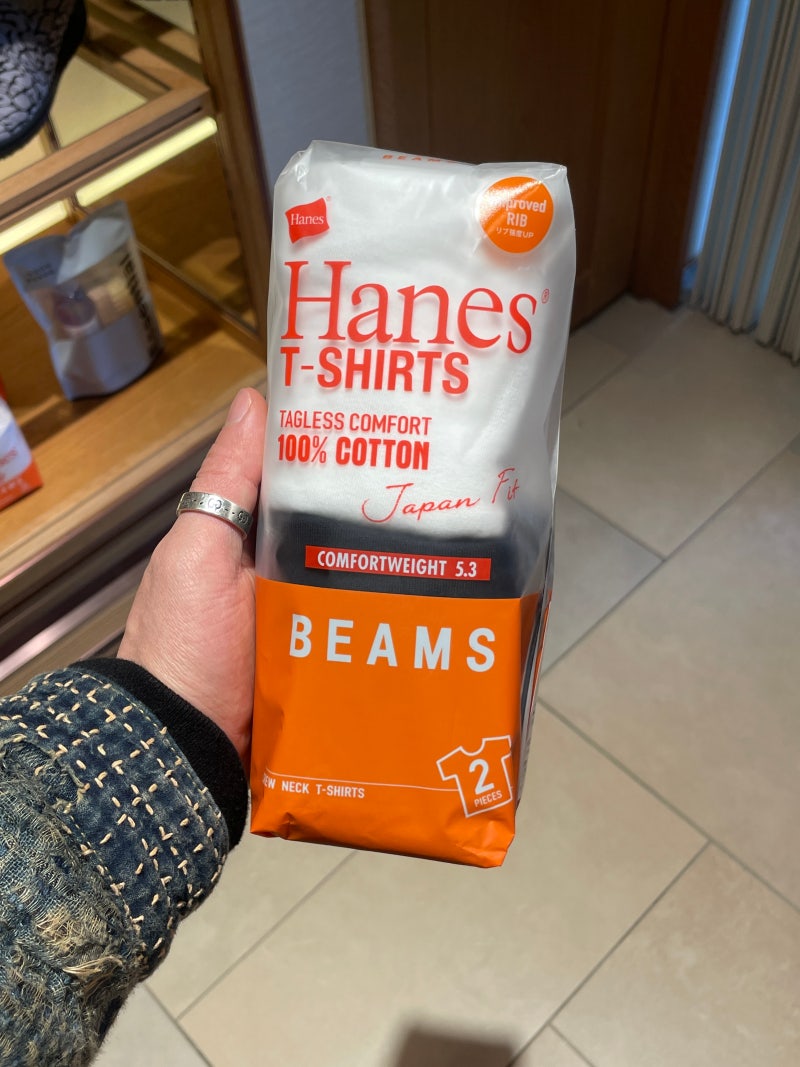 BEAMS
Hanes
RIB
リブ強度UP
Hanes®
T-SHIRTS
TAGLESS COMFORT
100% COTTON
Japan Fit
COMFORTWEIGHT 5.3
BEAMS
2
PIECES
NECK T-SHIRTS